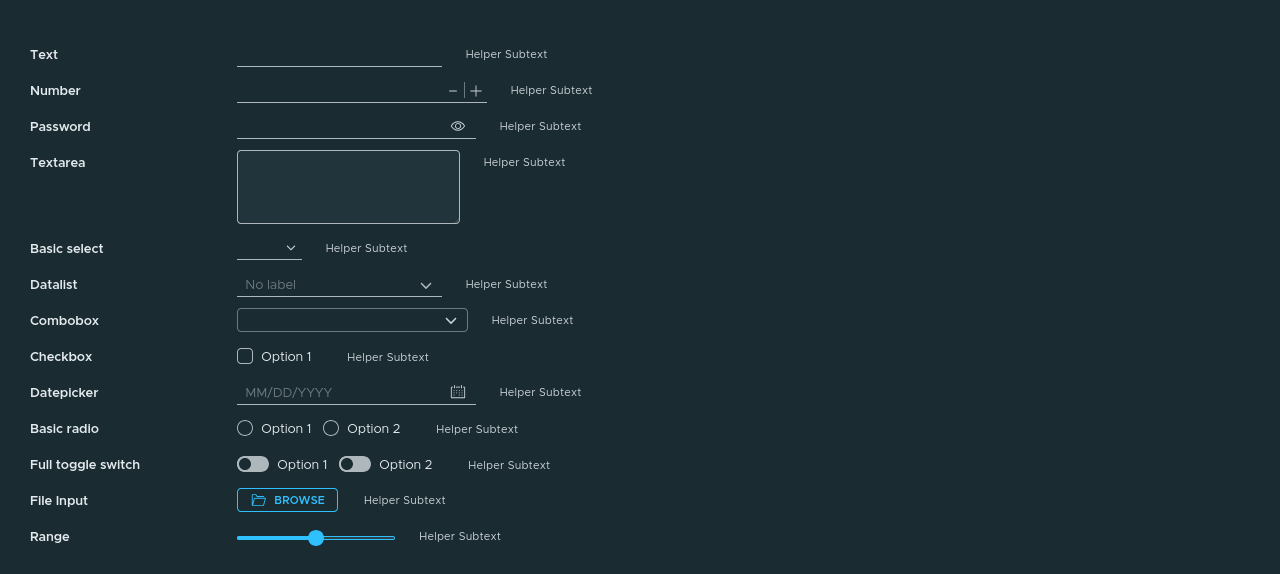 Text Helper Subtext
Number Helper Subtext
Password Helper Subtext
Textarea Helper Subtext
Basic select Helper Subtext
Datalist No label Helper Subtext
Combobox Helper Subtext
Checkbox Option 1 Helper Subtext
Datepicker MM/DD/YYYY Helper Subtext
Basic radio Option 1 Option 2 Helper Subtext
Full toggle switch Option 1 Option 2 Helper Subtext
File Input BROWSE Helper Subtext
Range Helper Subtext